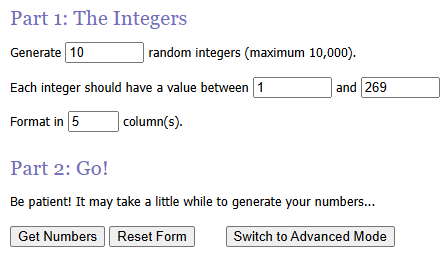 Part 1: The Integers
Generate 10 random integers (maximum 10,000).
Each integer should have a value between 1 and 269
Format in 5 column(s).
Part 2: Go!
Be patient! It may take a little while to generate your numbers...
Get Numbers Reset Form Switch to Advanced Mode